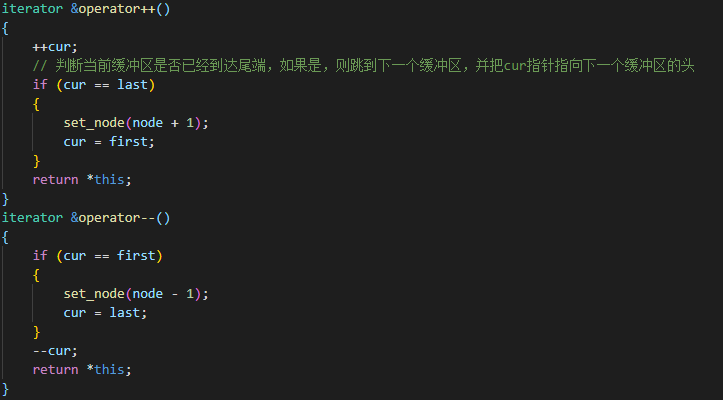 iterator &operator++()
{
    ++cur;
    // 判断当前缓冲区是否已经到达尾端，如果是，则跳到下一个缓冲区，并把cur指针指向下一个缓冲区的头
    if (cur == last)
    {
        set_node(node + 1);
        cur = first;
    }
    return *this;
}
iterator &operator--()
{
    if (cur == first)
    {
        set_node(node - 1);
        cur = last;
    }
    --cur;
    return *this;
}